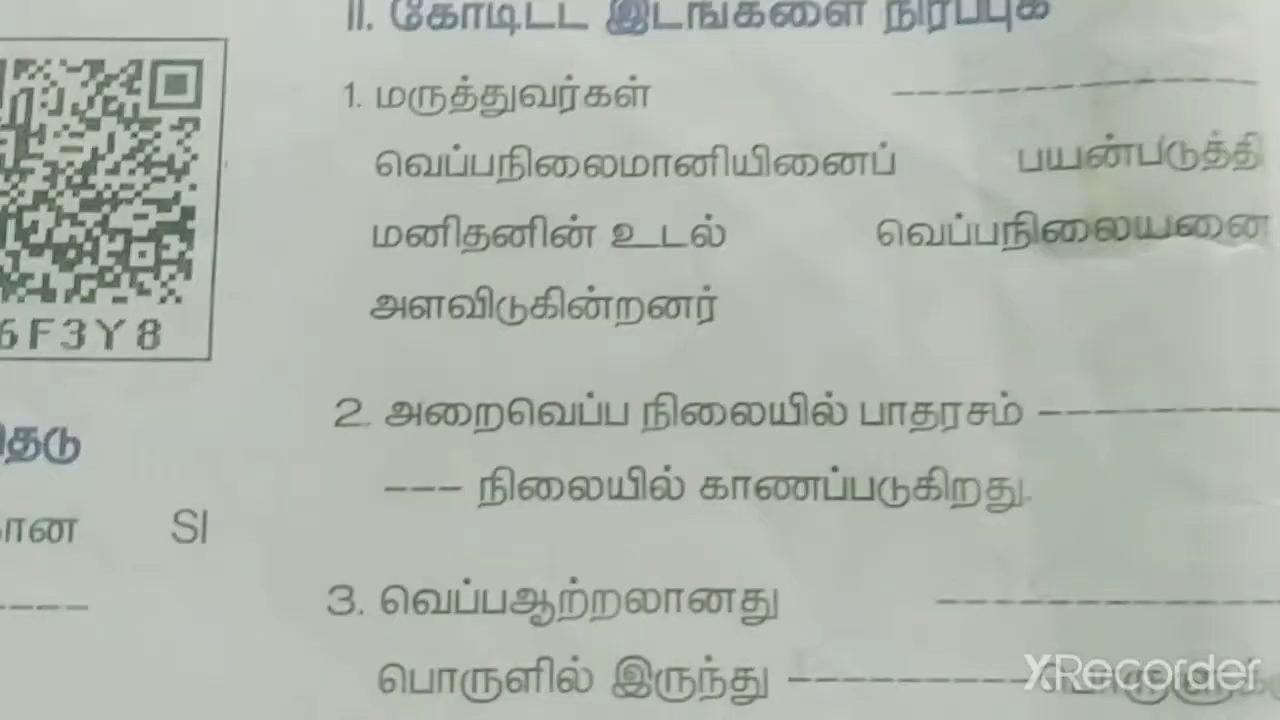 II. கோடிட்ட இடங்களை நிரப்புக
1. மருத்துவர்கள் ----------------
வெப்பநிலைமானியினைப் பயன்படுத்தி
மனிதனின் உடல் வெப்பநிலையனை
அளவிடுகின்றனர்
6F3Y8
2. அறைவெப்ப நிலையில் பாதரசம் -----------
--- நிலையில் காணப்படுகிறது.
SI
----
3. வெப்பஆற்றலானது ----------------
பொருளில் இருந்து -----------
XRecorder